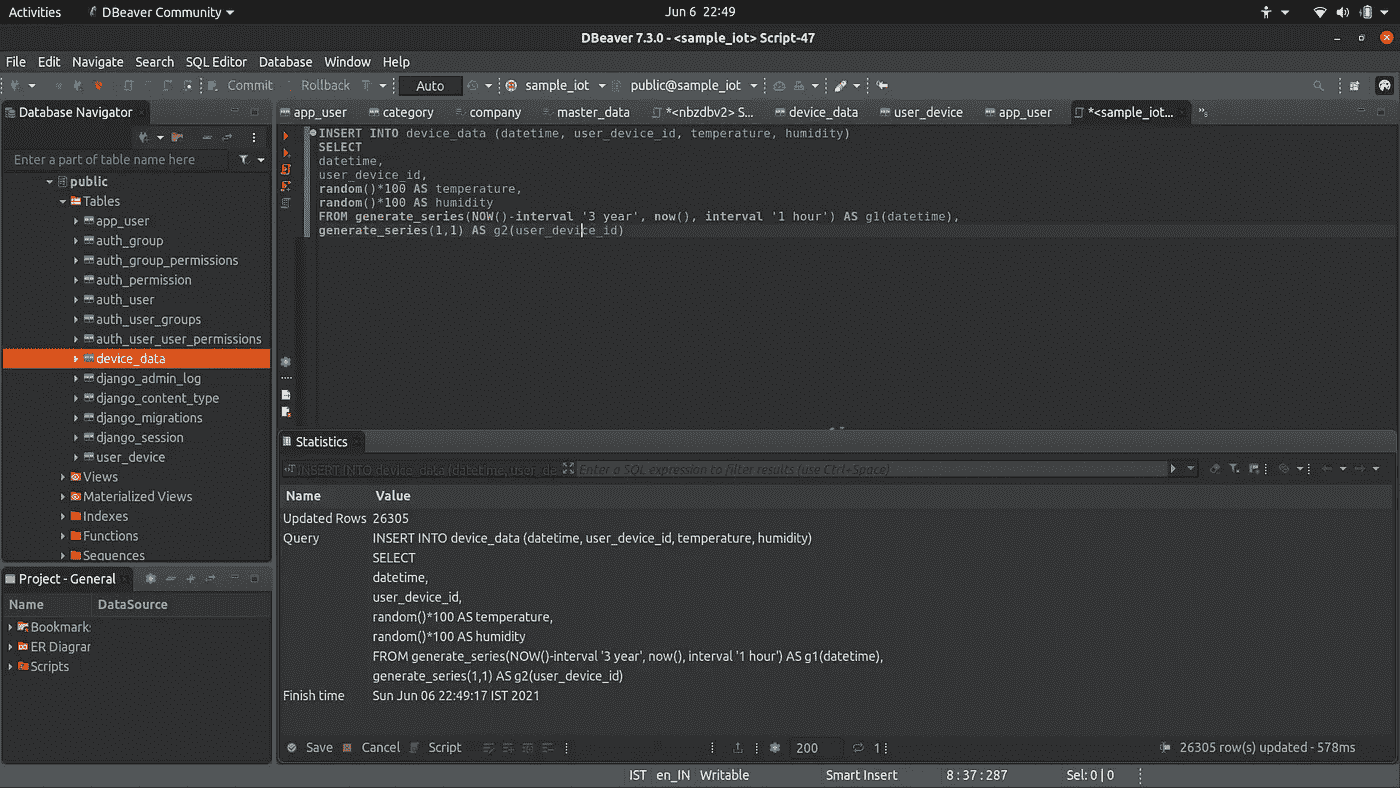 Activities DBeaver Community Jun 6 22:49
DBeaver 7.3.0 - <sample_iot> Script-47
File Edit Navigate Search SQL Editor Database Window Help
Commit Rollback T Auto sample_iot public@sample_iot
Database Navigator
app_user category company master_data *<nbzdbv2> S... device_data user_device app_user *<sample_iot...
Enter a part of table name here
public
Tables
app_user
auth_group
auth_group_permissions
auth_permission
auth_user
auth_user_groups
auth_user_user_permissions
device_data
django_admin_log
django_content_type
django_migrations
django_session
user_device
Views
Materialized Views
Indexes
Functions
Sequences
INSERT INTO device_data (datetime, user_device_id, temperature, humidity)
SELECT
datetime,
user_device_id,
random()*100 AS temperature,
random()*100 AS humidity
FROM generate_series(NOW()-interval '3 year', now(), interval '1 hour') AS g1(datetime),
generate_series(1,1) AS g2(user_device_id)
Statistics
INSERT INTO device_data (datetime, user_de Enter a SQL expression to filter results (use Ctrl+Space)
Name Value
Updated Rows 26305
Query INSERT INTO device_data (datetime, user_device_id, temperature, humidity)
SELECT
datetime,
user_device_id,
random()*100 AS temperature,
random()*100 AS humidity
FROM generate_series(NOW()-interval '3 year', now(), interval '1 hour') AS g1(datetime),
generate_series(1,1) AS g2(user_device_id)
Finish time Sun Jun 06 22:49:17 IST 2021
Project - General
Name DataSource
Bookmark
ER Diagrar
Scripts
Save Cancel Script 200 1 26305 row(s) updated - 578ms
IST en_IN Writable Smart Insert 8 : 37 : 287 Sel: 0 | 0